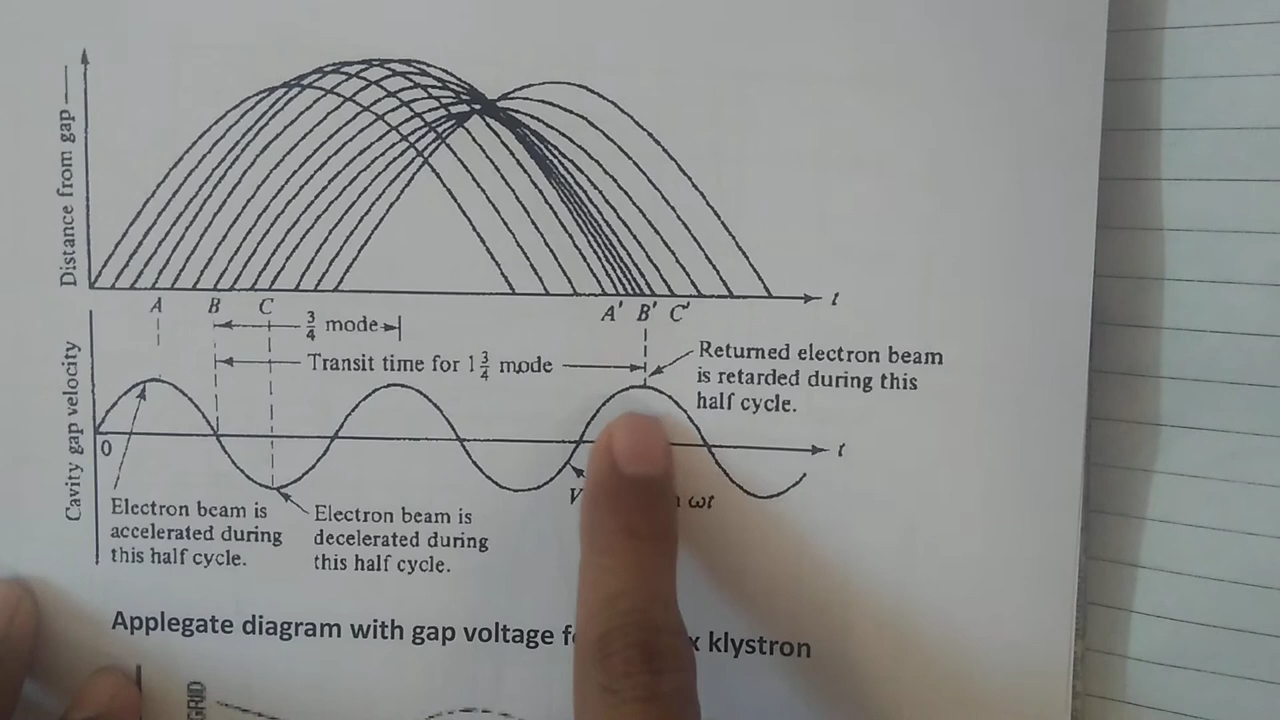 Distance from gap
t
A B C A' B' C'
3/4 mode
Transit time for 1 3/4 mode
Returned electron beam
is retarded during this
half cycle.
Cavity gap velocity
0
t
V ωt
Electron beam is
accelerated during
this half cycle.
Electron beam is
decelerated during
this half cycle.
Applegate diagram with gap voltage klystron
GRID